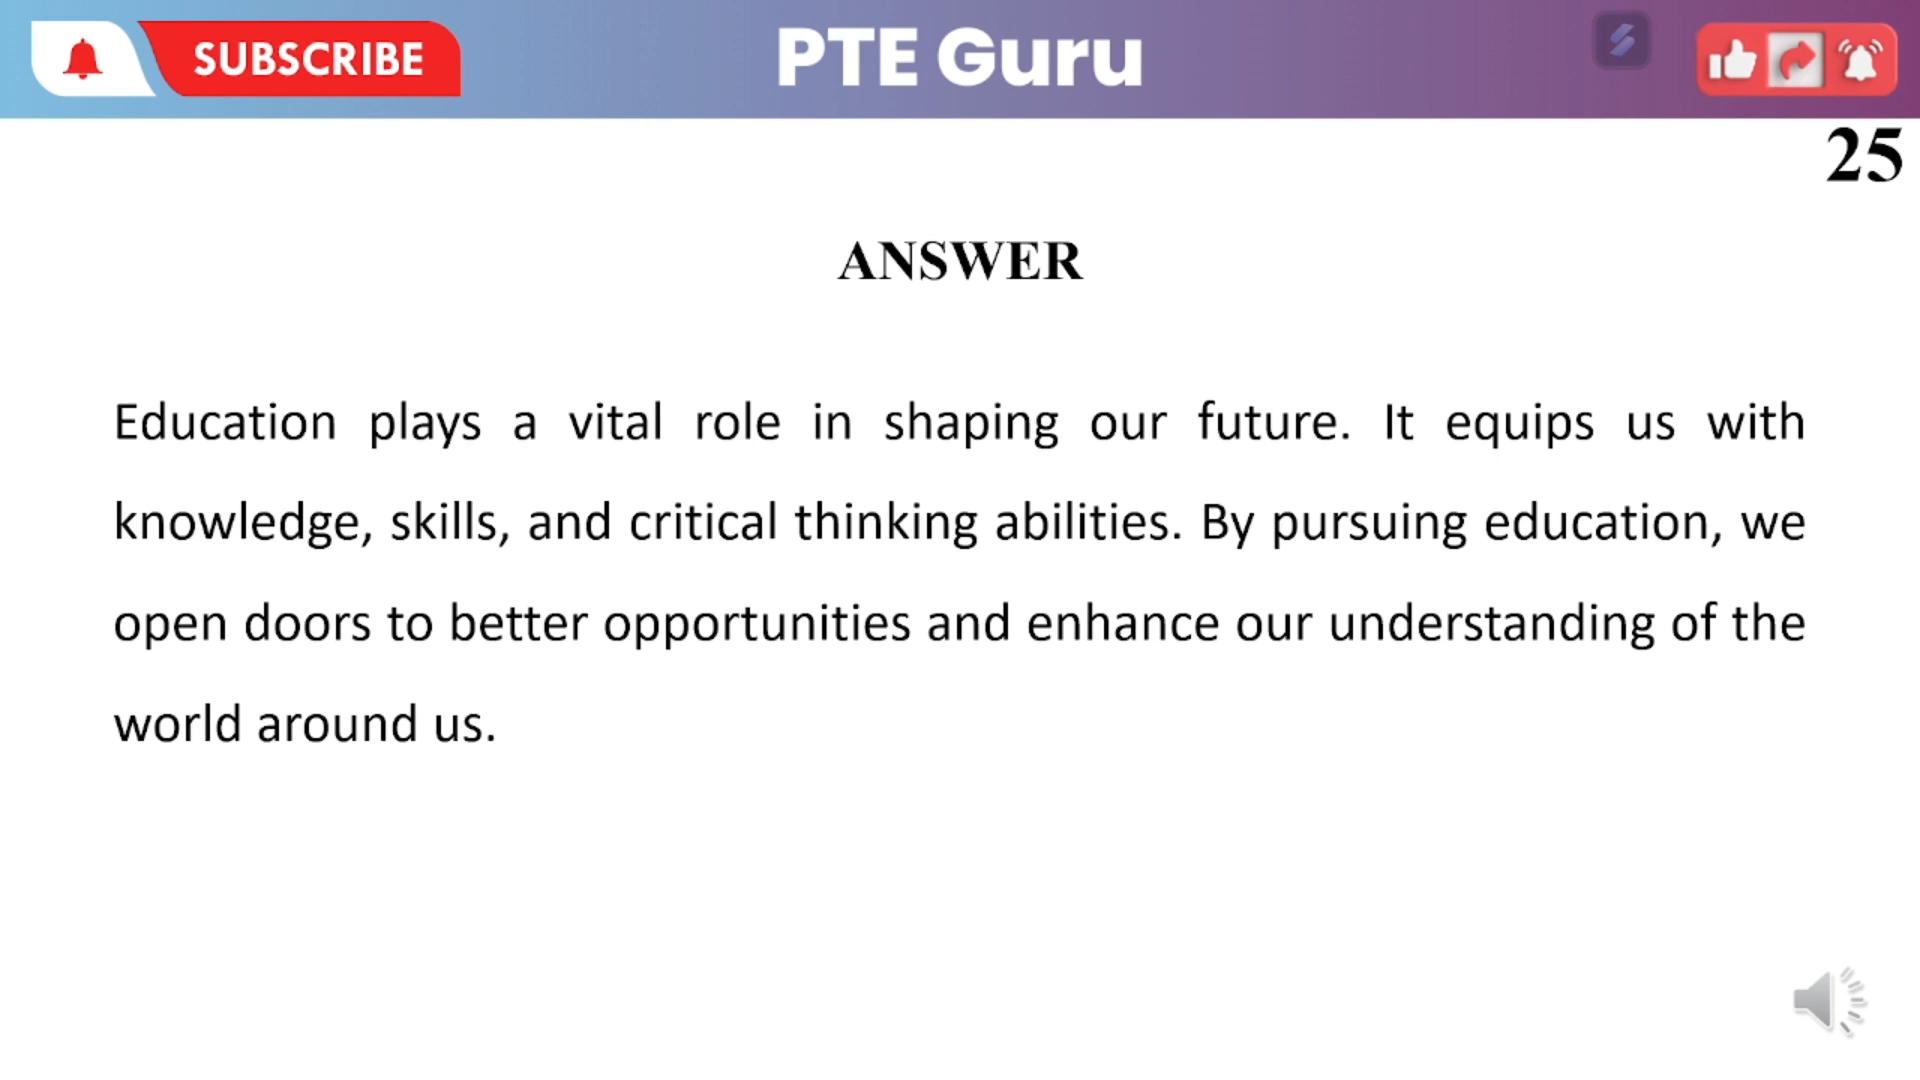 SUBSCRIBE
PTE Guru
25
ANSWER
Education plays a vital role in shaping our future. It equips us with
knowledge, skills, and critical thinking abilities. By pursuing education, we
open doors to better opportunities and enhance our understanding of the
world around us.